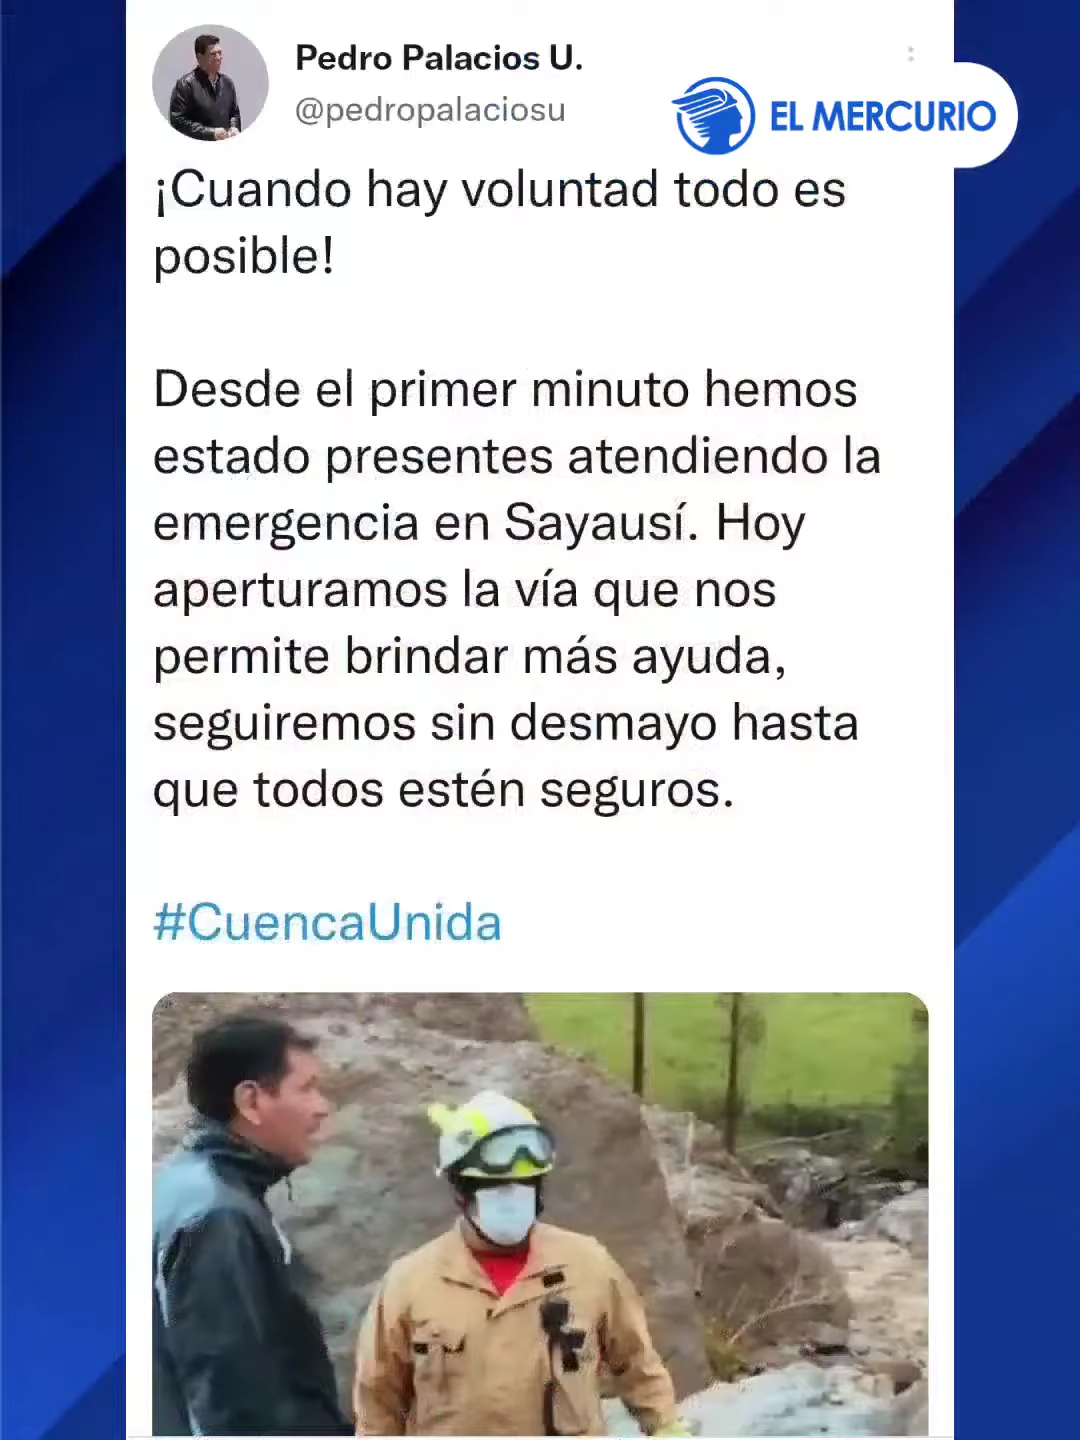 Pedro Palacios U.
@pedropalaciosu
EL MERCURIO
¡Cuando hay voluntad todo es
posible!
Desde el primer minuto hemos
estado presentes atendiendo la
emergencia en Sayausí. Hoy
aperturamos la vía que nos
permite brindar más ayuda,
seguiremos sin desmayo hasta
que todos estén seguros.
#CuencaUnida